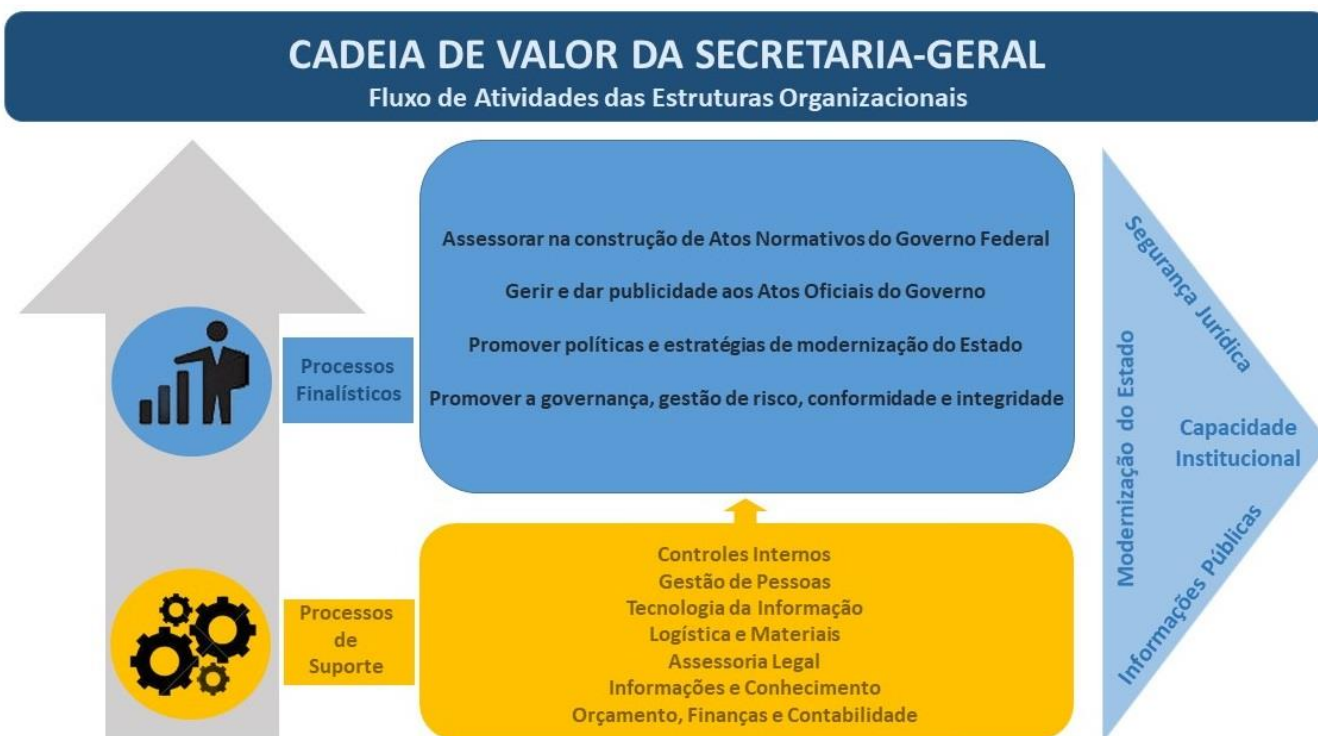 CADEIA DE VALOR DA SECRETARIA-GERAL
Fluxo de Atividades das Estruturas Organizacionais
Processos
Finalísticos
Assessorar na construção de Atos Normativos do Governo Federal
Gerir e dar publicidade aos Atos Oficiais do Governo
Promover políticas e estratégias de modernização do Estado
Promover a governança, gestão de risco, conformidade e integridade
Processos
de
Suporte
Controles Internos
Gestão de Pessoas
Tecnologia da Informação
Logística e Materiais
Assessoria Legal
Informações e Conhecimento
Orçamento, Finanças e Contabilidade
Modernização do Estado
Segurança Jurídica
Capacidade
Institucional
Informações Públicas